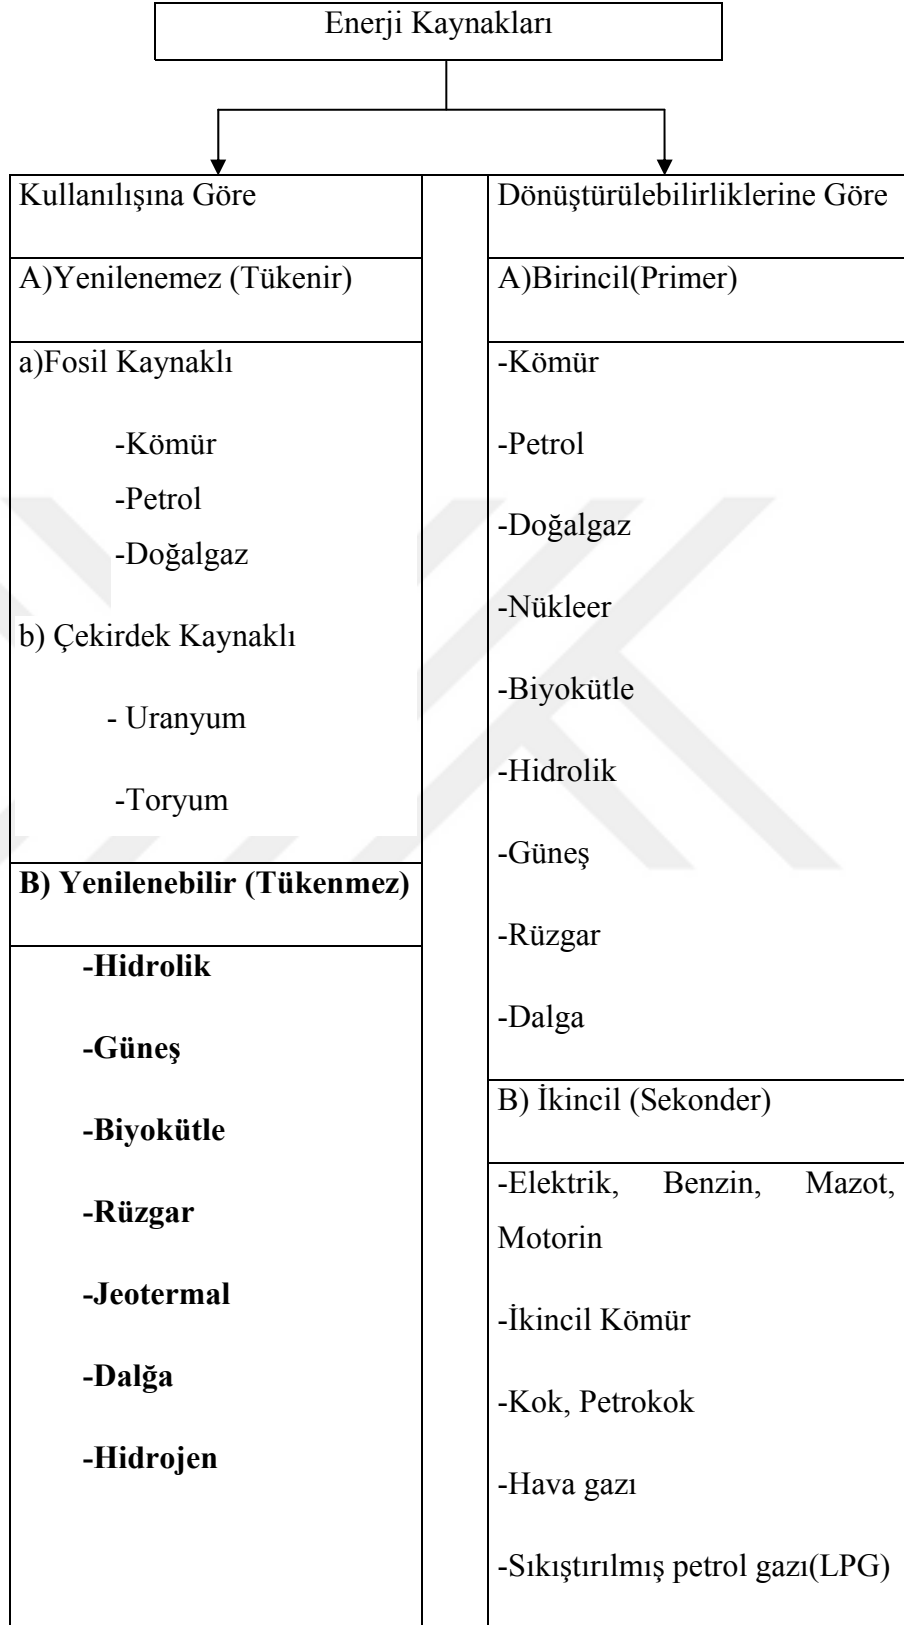 Enerji Kaynakları
Kullanılışına Göre
A)Yenilenemez (Tükenir)
a)Fosil Kaynaklı
-Kömür
-Petrol
-Doğalgaz
b) Çekirdek Kaynaklı
- Uranyum
-Toryum
B) Yenilenebilir (Tükenmez)
-Hidrolik
-Güneş
-Biyokütle
-Rüzgar
-Jeotermal
-Dalğa
-Hidrojen
Dönüştürülebilirliklerine Göre
A)Birincil(Primer)
-Kömür
-Petrol
-Doğalgaz
-Nükleer
-Biyokütle
-Hidrolik
-Güneş
-Rüzgar
-Dalga
B) İkincil (Sekonder)
-Elektrik, Benzin, Mazot,
Motorin
-İkincil Kömür
-Kok, Petrokok
-Hava gazı
-Sıkıştırılmış petrol gazı(LPG)